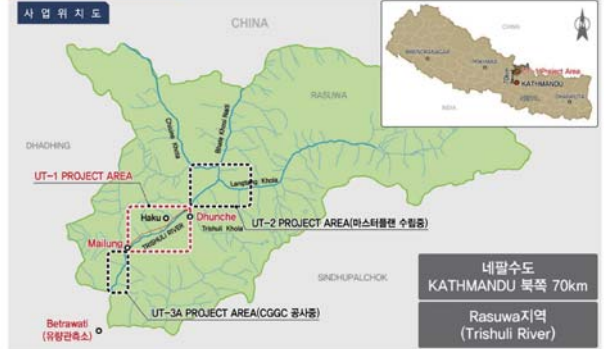 사업위치도
CHINA
CHINA
RASUWA
DHADHING
Chilime Khola
Langtang Khola
UT-1 PROJECT AREA
Haku
Dhunche
UT-2 PROJECT AREA(마스터플랜 수립중)
Trishuli Khola
TRISHULI RIVER
Mailung
SINDHUPALCHOK
UT-3A PROJECT AREA(CGGC 공사중)
Betrawati
(유량관측소)
Project Area
KATHMANDU
INDIA
네팔수도
KATHMANDU 북쪽 70km
Rasuwa지역
(Trishuli River)